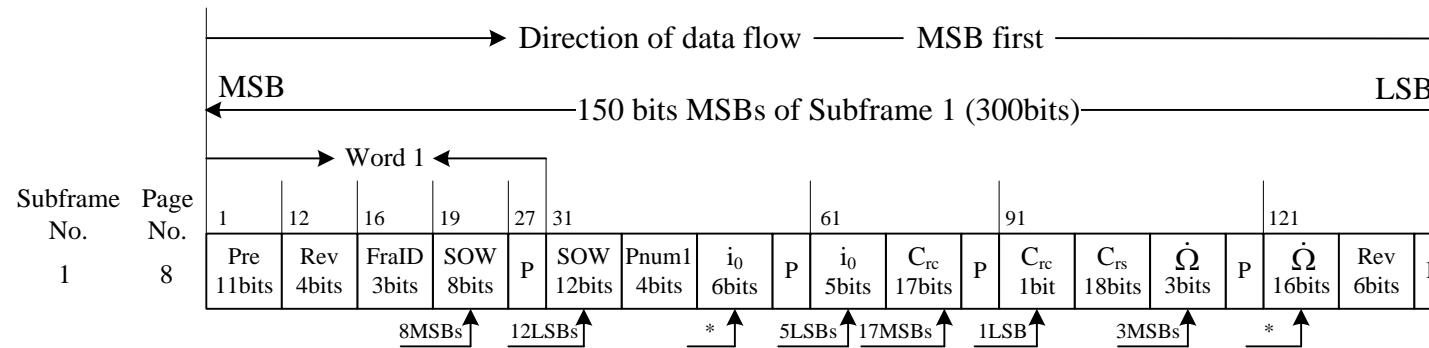 Direction of data flow MSB first
MSB LSB
150 bits MSBs of Subframe 1 (300bits)
Word 1
Subframe No. Page No.
1 12 16 19 27 31 61 91 121
1 8 Pre 11bits Rev 4bits FraID 3bits SOW 8bits P SOW 12bits Pnum1 4bits i₀ 6bits P i₀ 5bits C_rc 17bits P C_rc 1bit C_rs 18bits Ω̇ 3bits P Ω̇ 16bits Rev 6bits
8MSBs 12LSBs * 5LSBs 17MSBs 1LSB 3MSBs *